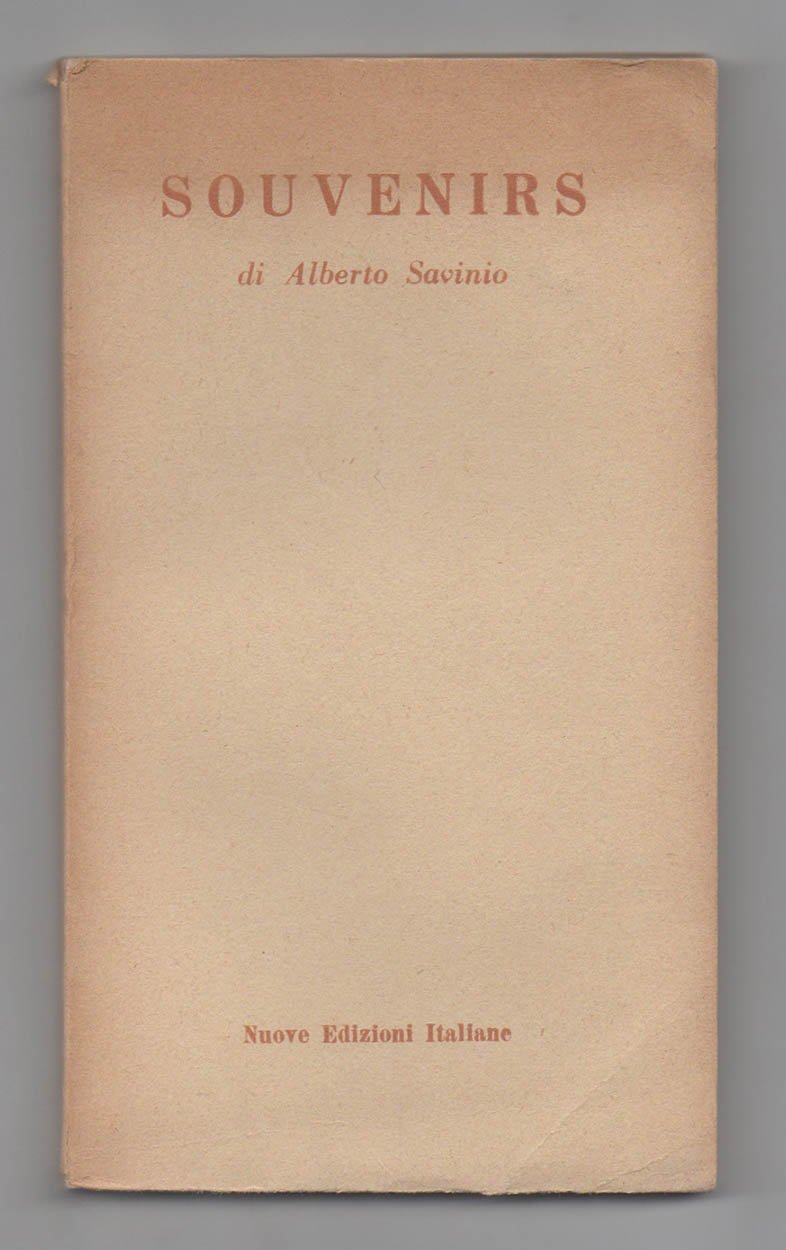 SOUVENIRS
di Alberto Savinio
Nuove Edizioni Italiane